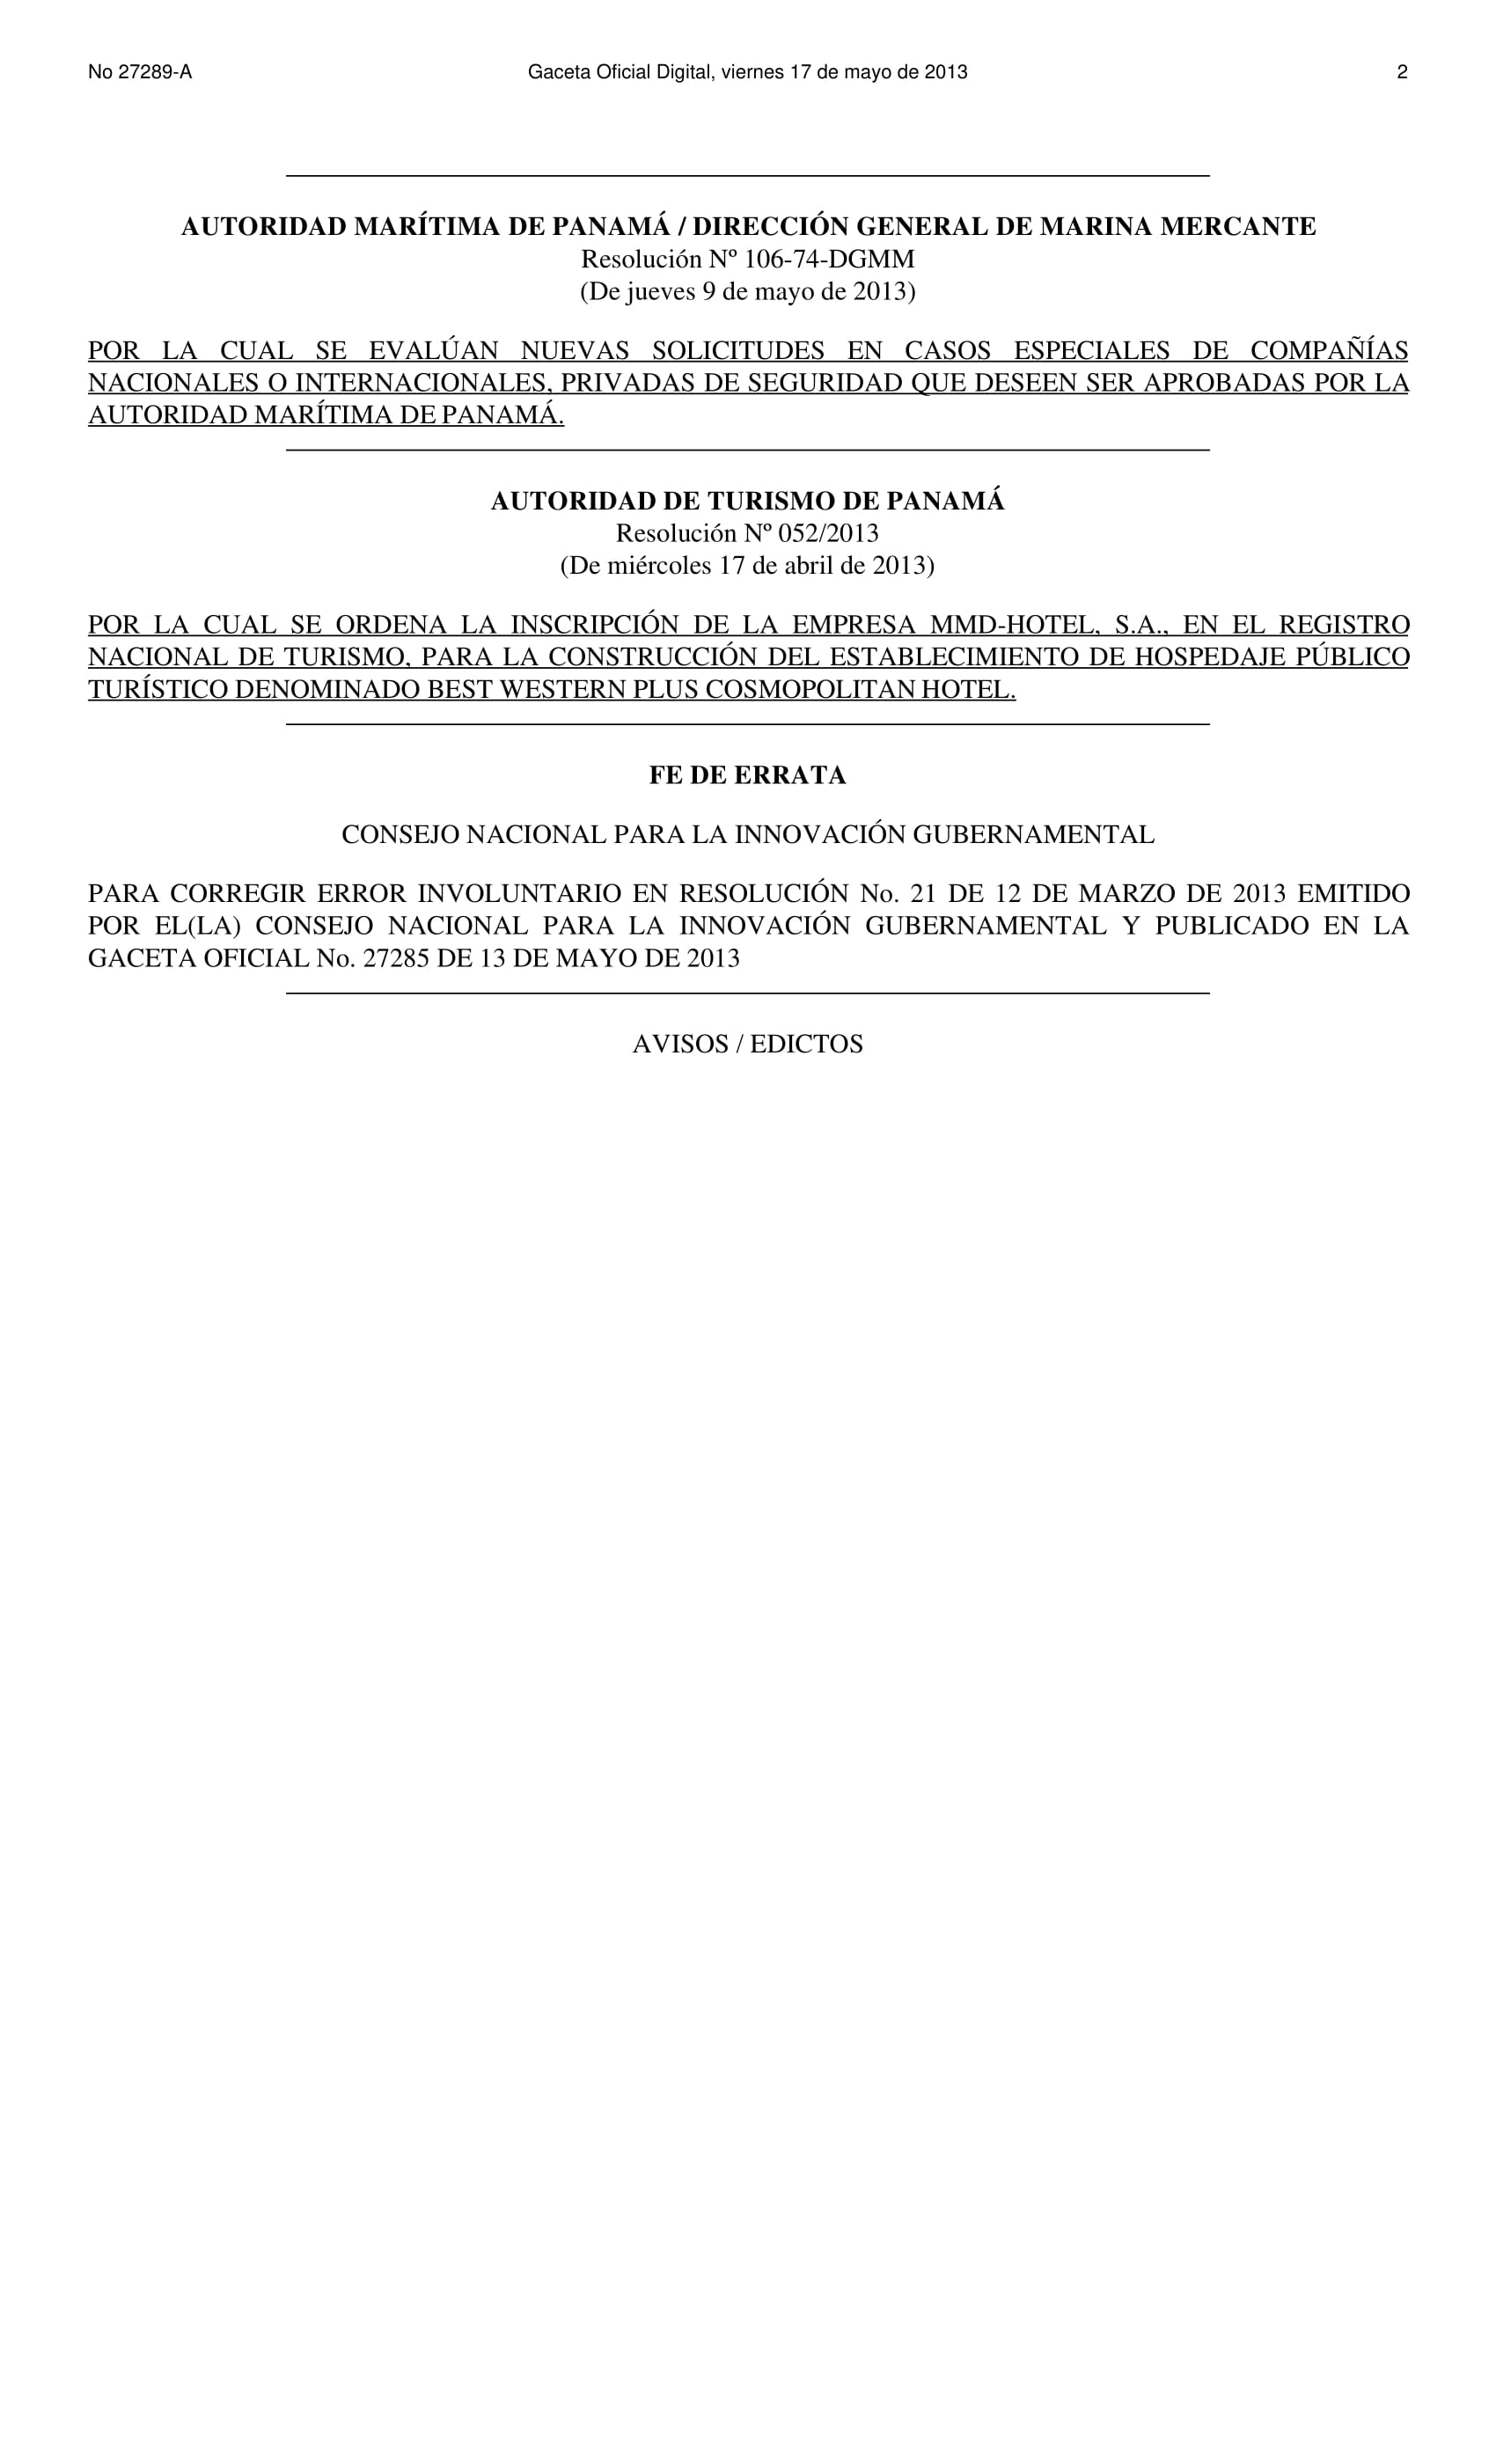 No 27289-A Gaceta Oficial Digital, viernes 17 de mayo de 2013 2
AUTORIDAD MARÍTIMA DE PANAMÁ / DIRECCIÓN GENERAL DE MARINA MERCANTE
Resolución Nº 106-74-DGMM
(De jueves 9 de mayo de 2013)
POR LA CUAL SE EVALÚAN NUEVAS SOLICITUDES EN CASOS ESPECIALES DE COMPAÑÍAS
NACIONALES O INTERNACIONALES, PRIVADAS DE SEGURIDAD QUE DESEEN SER APROBADAS POR LA
AUTORIDAD MARÍTIMA DE PANAMÁ.
AUTORIDAD DE TURISMO DE PANAMÁ
Resolución Nº 052/2013
(De miércoles 17 de abril de 2013)
POR LA CUAL SE ORDENA LA INSCRIPCIÓN DE LA EMPRESA MMD-HOTEL, S.A., EN EL REGISTRO
NACIONAL DE TURISMO, PARA LA CONSTRUCCIÓN DEL ESTABLECIMIENTO DE HOSPEDAJE PÚBLICO
TURÍSTICO DENOMINADO BEST WESTERN PLUS COSMOPOLITAN HOTEL.
FE DE ERRATA
CONSEJO NACIONAL PARA LA INNOVACIÓN GUBERNAMENTAL
PARA CORREGIR ERROR INVOLUNTARIO EN RESOLUCIÓN No. 21 DE 12 DE MARZO DE 2013 EMITIDO
POR EL(LA) CONSEJO NACIONAL PARA LA INNOVACIÓN GUBERNAMENTAL Y PUBLICADO EN LA
GACETA OFICIAL No. 27285 DE 13 DE MAYO DE 2013
AVISOS / EDICTOS